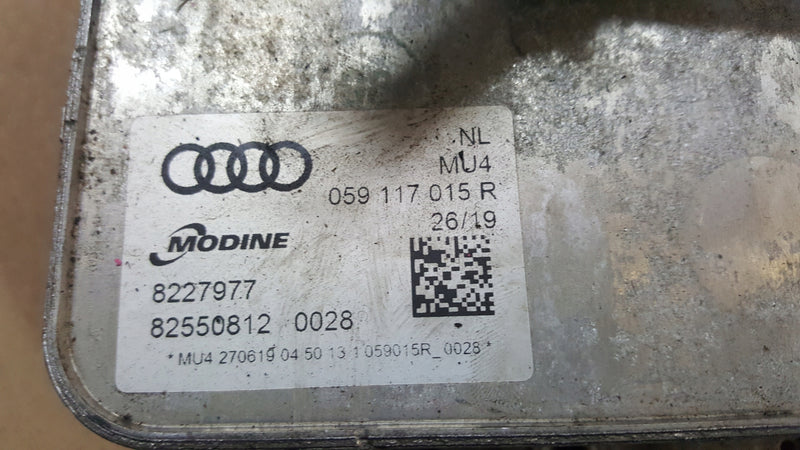 NL
MU4
059 117 015 R
26/19
MODINE
8227977
82550812 0028
* MU4 270619 04 50 13 1 059015R_0028 *